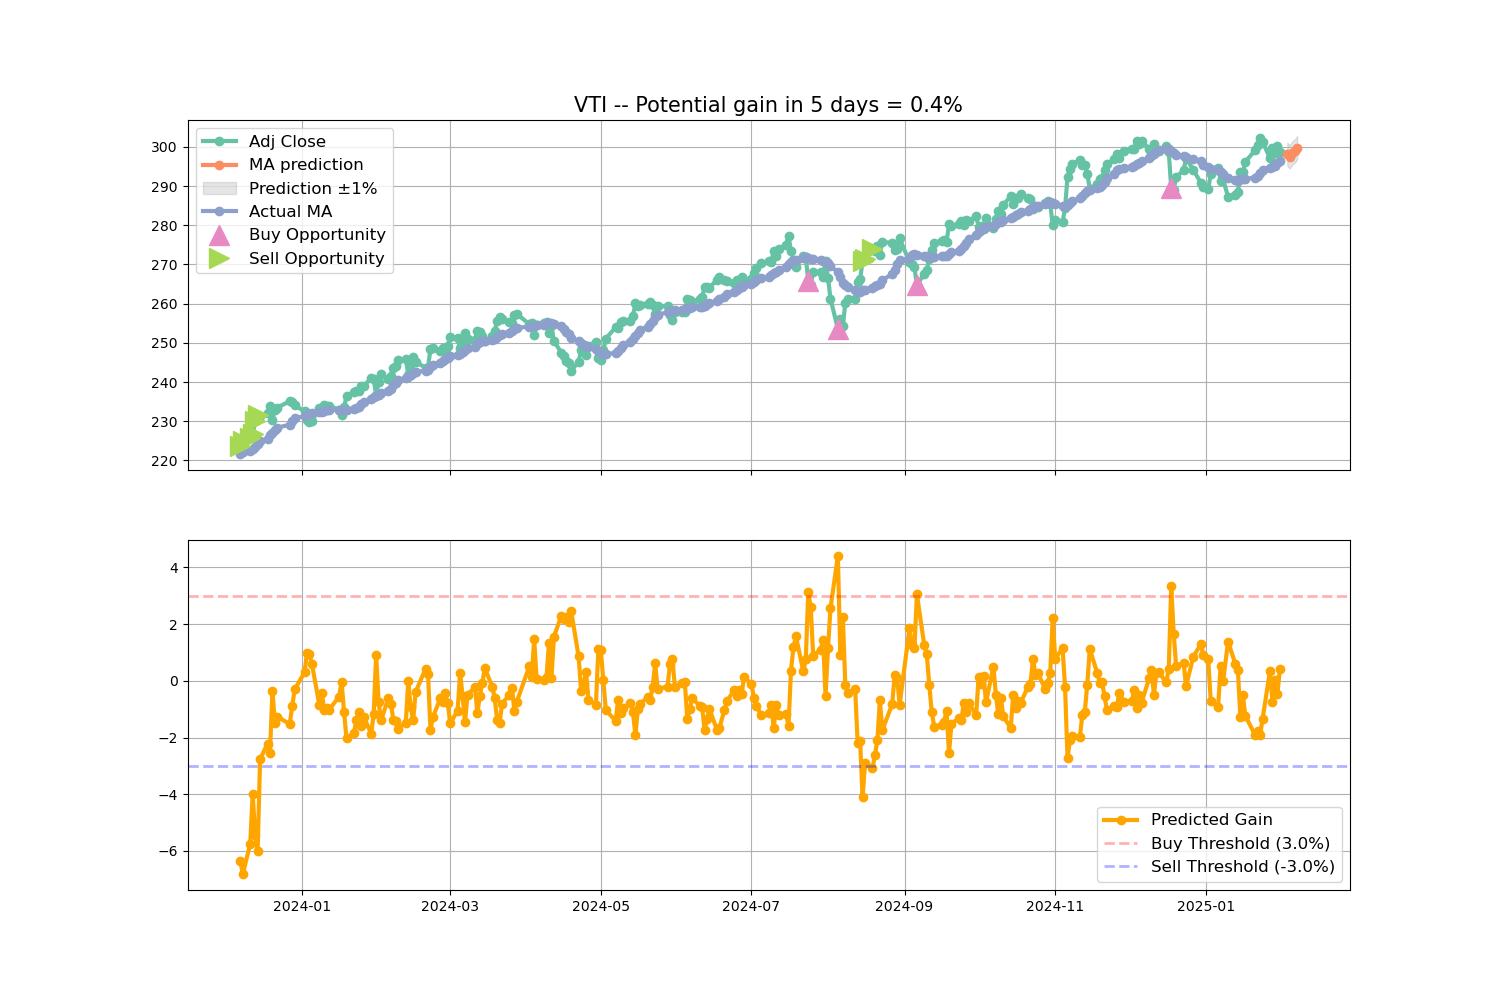 VTI -- Potential gain in 5 days = 0.4%
300
290
280
270
260
250
240
230
220
Adj Close
MA prediction
Prediction ±1%
Actual MA
Buy Opportunity
Sell Opportunity
4
2
0
−2
−4
−6
Predicted Gain
Buy Threshold (3.0%)
Sell Threshold (-3.0%)
2024-01 2024-03 2024-05 2024-07 2024-09 2024-11 2025-01